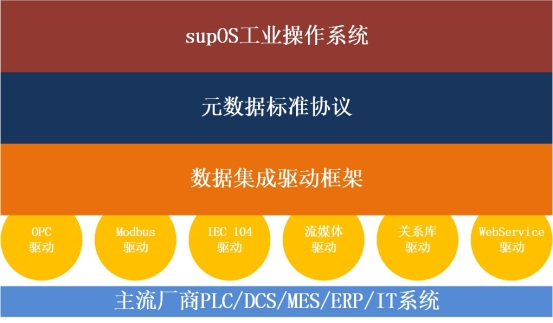 supOS工业操作系统
元数据标准协议
数据集成驱动框架
OPC
驱动
Modbus
驱动
IEC 104
驱动
流媒体
驱动
关系库
驱动
WebService
驱动
主流厂商PLC/DCS/MES/ERP/IT系统